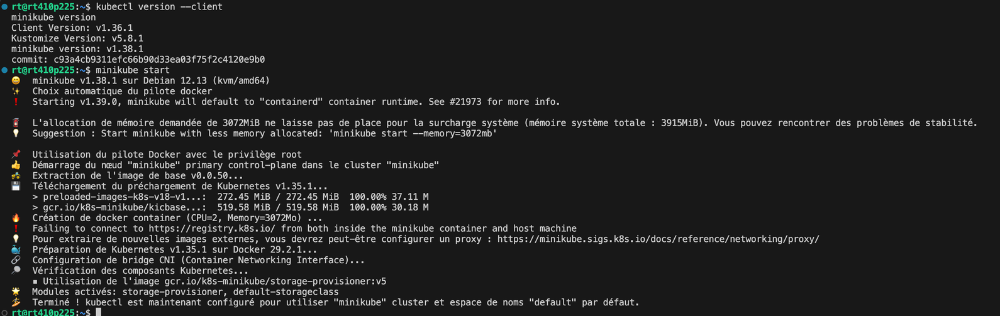 rt@rt410p225:~$ kubectl version --client
minikube version
Client Version: v1.36.1
Kustomize Version: v5.8.1
minikube version: v1.38.1
commit: c93a4cb9311efc66b90d33ea03f75f2c4120e9b0
rt@rt410p225:~$ minikube start
😄 minikube v1.38.1 sur Debian 12.13 (kvm/amd64)
✨ Choix automatique du pilote docker
❗ Starting v1.39.0, minikube will default to "containerd" container runtime. See #21973 for more info.
🧯 L'allocation de mémoire demandée de 3072MiB ne laisse pas de place pour la surcharge système (mémoire système totale : 3915MiB). Vous pouvez rencontrer des problèmes de stabilité.
💡 Suggestion : Start minikube with less memory allocated: 'minikube start --memory=3072mb'
📌 Utilisation du pilote Docker avec le privilège root
👍 Démarrage du nœud "minikube" primary control-plane dans le cluster "minikube"
🚜 Extraction de l'image de base v0.0.50...
💾 Téléchargement du préchargement de Kubernetes v1.35.1...
> preloaded-images-k8s-v18-v1...: 272.45 MiB / 272.45 MiB 100.00% 37.11 M
> gcr.io/k8s-minikube/kicbase...: 519.58 MiB / 519.58 MiB 100.00% 30.18 M
🔥 Création de docker container (CPU=2, Memory=3072Mo) ...
❗ Failing to connect to https://registry.k8s.io/ from both inside the minikube container and host machine
💡 Pour extraire de nouvelles images externes, vous devrez peut-être configurer un proxy : https://minikube.sigs.k8s.io/docs/reference/networking/proxy/
🐳 Préparation de Kubernetes v1.35.1 sur Docker 29.2.1...
🔗 Configuration de bridge CNI (Container Networking Interface)...
🔎 Vérification des composants Kubernetes...
▪ Utilisation de l'image gcr.io/k8s-minikube/storage-provisioner:v5
🌟 Modules activés: storage-provisioner, default-storageclass
🏄 Terminé ! kubectl est maintenant configuré pour utiliser "minikube" cluster et espace de noms "default" par défaut.
rt@rt410p225:~$